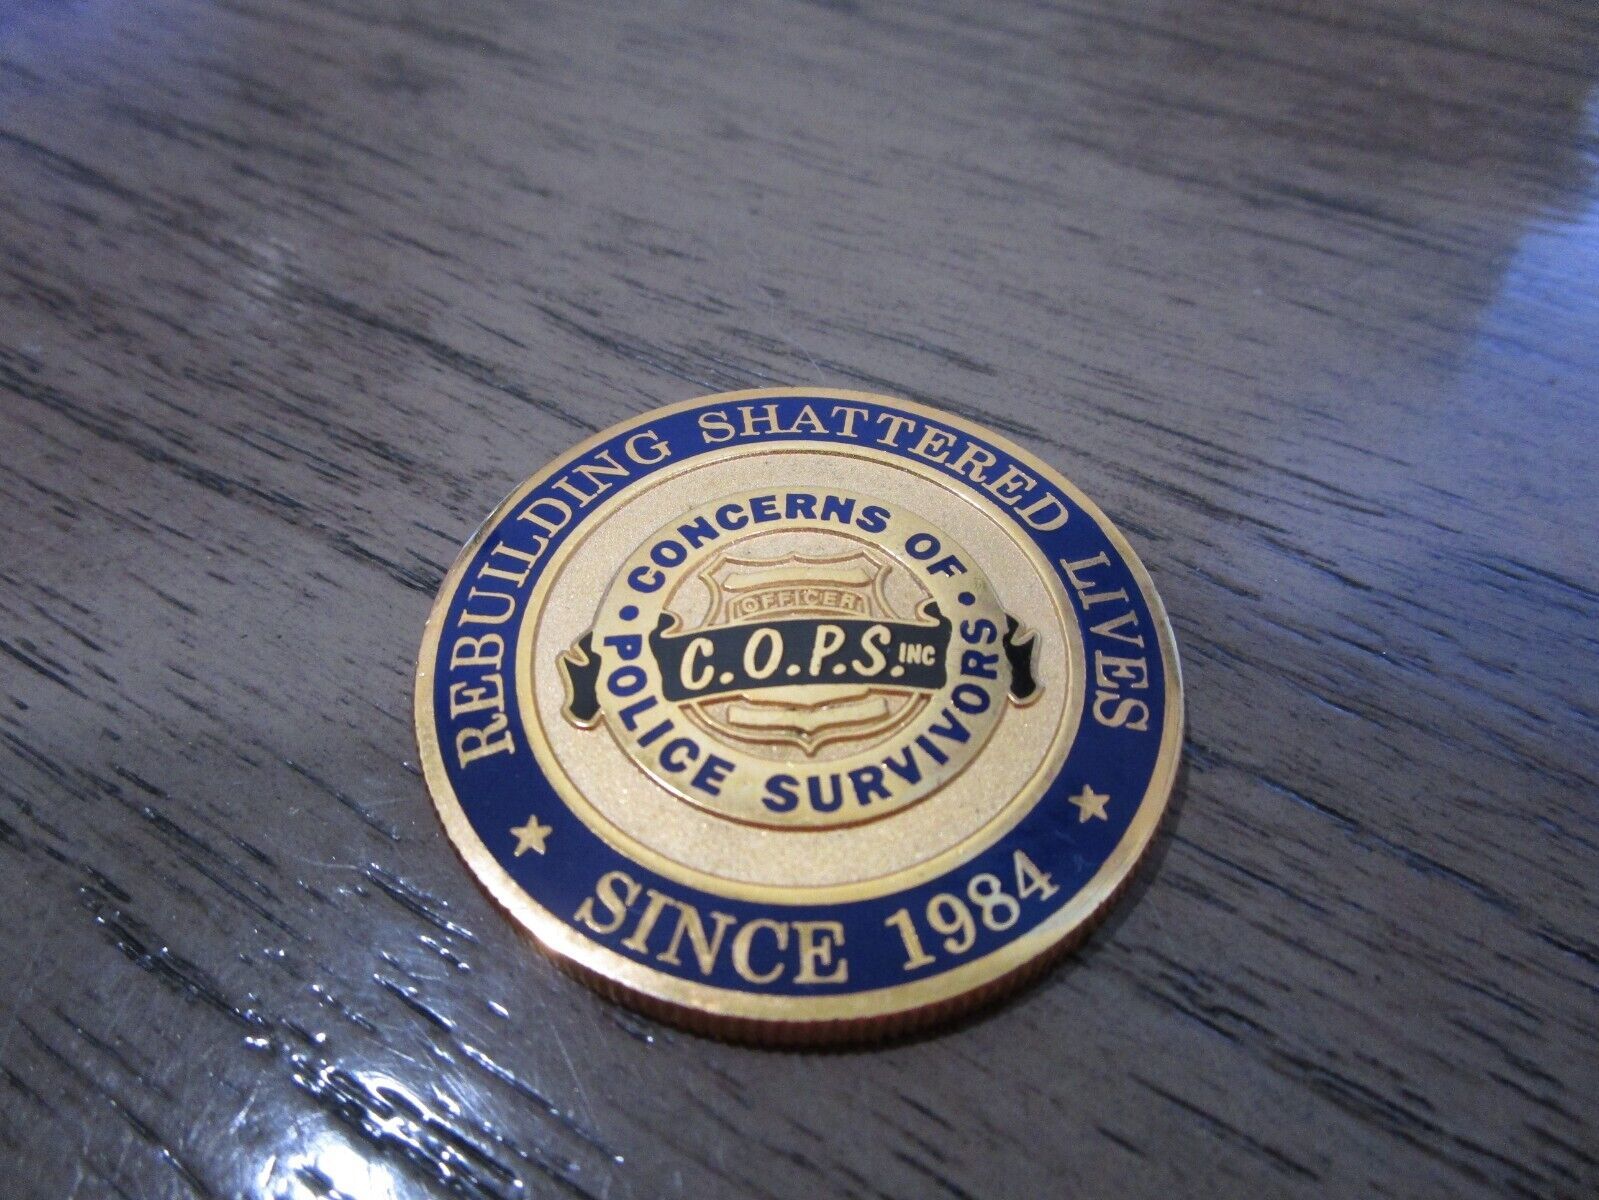 REBUILDING SHATTERED LIVES
CONCERNS OF
OFFICER
C.O.P.S. INC
POLICE SURVIVORS
SINCE 1984